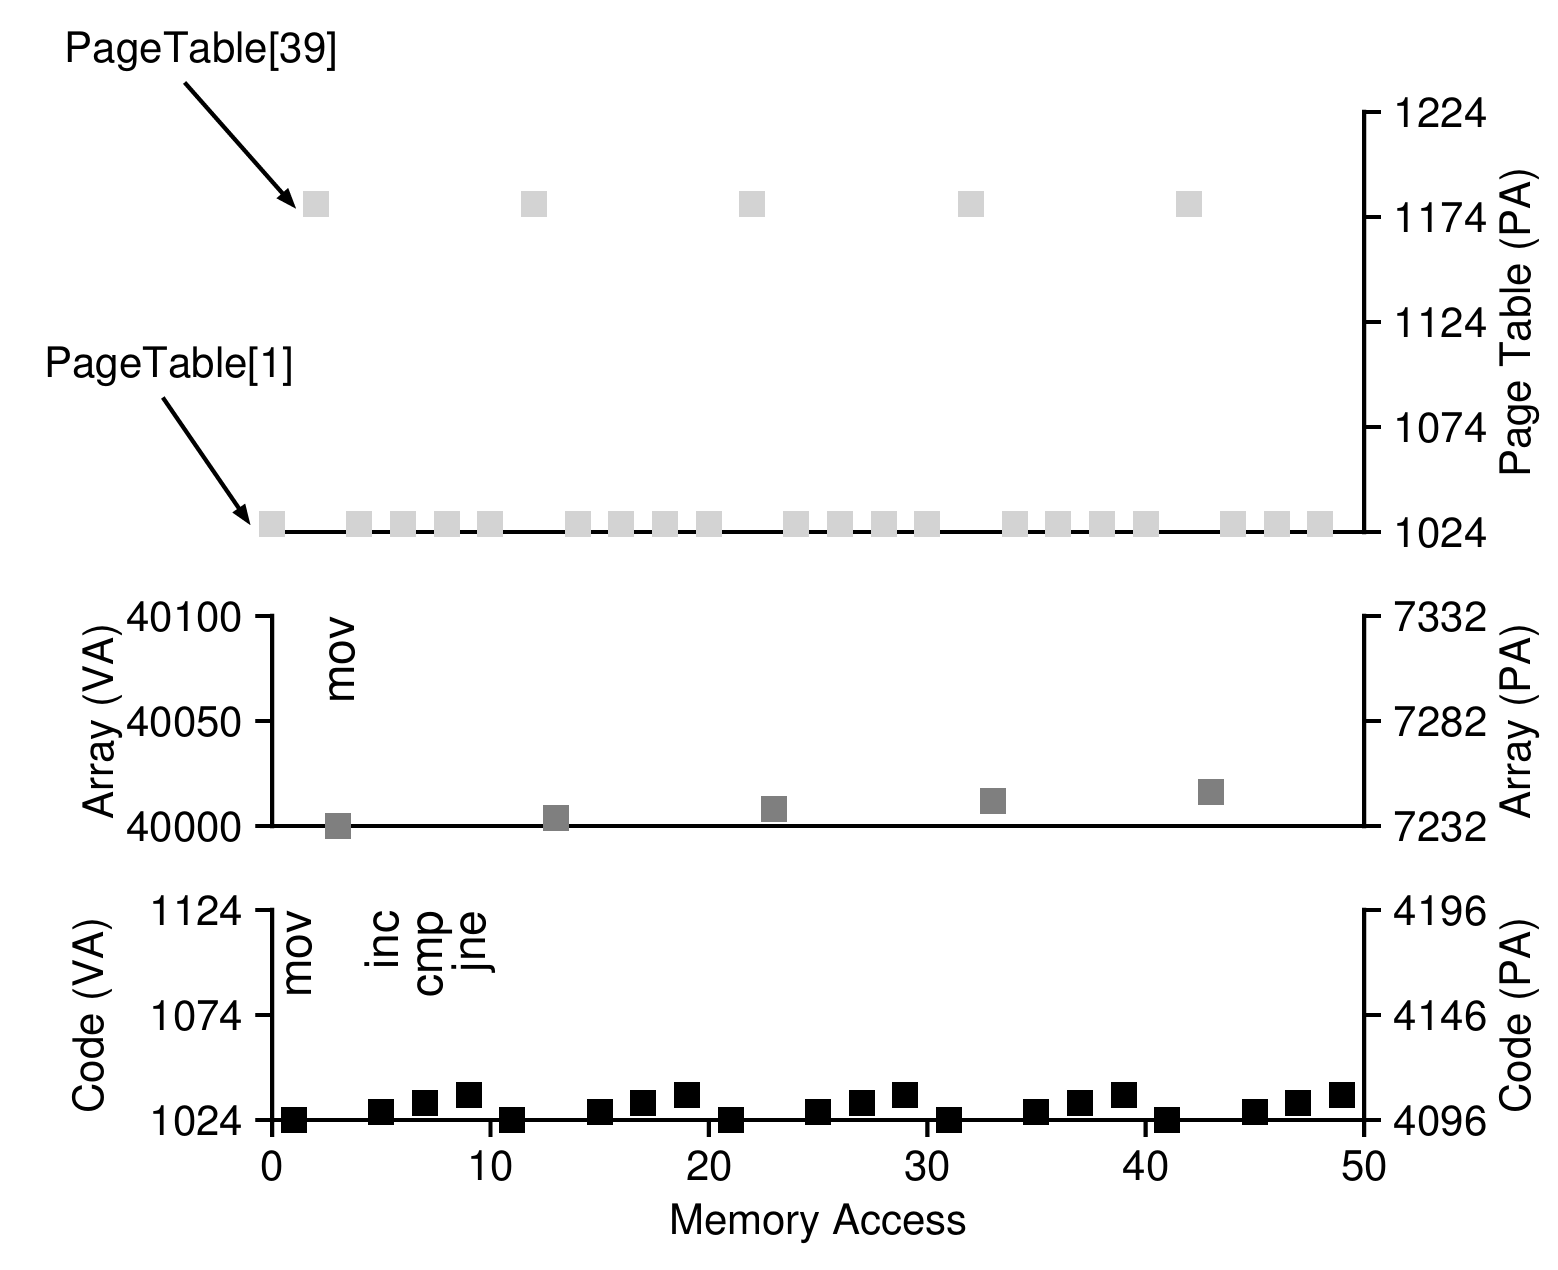 PageTable[39]
1224
1174
1124
1074
1024
Page Table (PA)
PageTable[1]
40100
40050
40000
Array (VA)
mov
7332
7282
7232
Array (PA)
1124
1074
1024
Code (VA)
mov
inc
cmp
jne
4196
4146
4096
Code (PA)
0 10 20 30 40 50
Memory Access